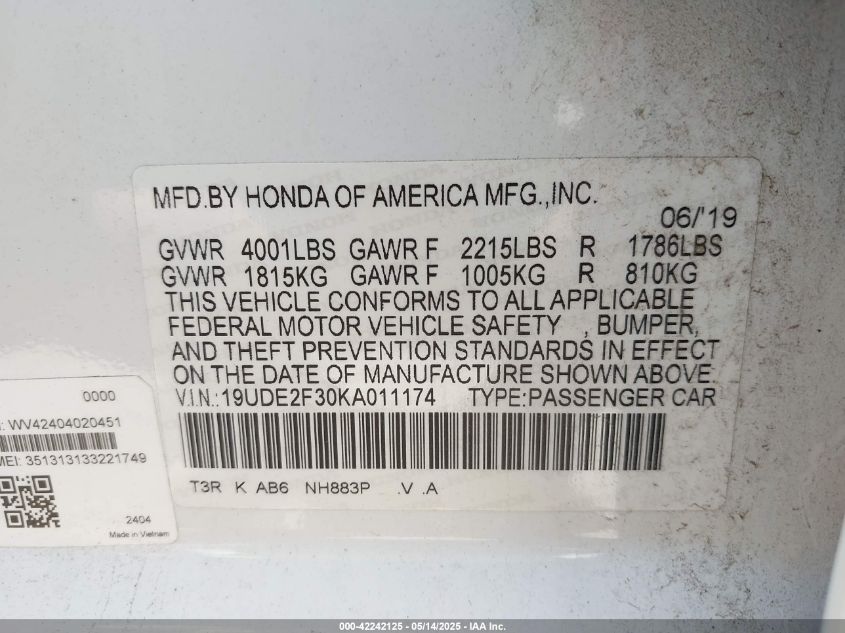 MFD.BY HONDA OF AMERICA MFG.,INC.
06/'19
GVWR 4001LBS GAWR F 2215LBS R 1786LBS
GVWR 1815KG GAWR F 1005KG R 810KG
THIS VEHICLE CONFORMS TO ALL APPLICABLE
FEDERAL MOTOR VEHICLE SAFETY , BUMPER,
AND THEFT PREVENTION STANDARDS IN EFFECT
ON THE DATE OF MANUFACTURE SHOWN ABOVE.
V.I.N.:19UDE2F30KA011174 TYPE:PASSENGER CAR
T3R K AB6 NH883P .V .A
0000
: WV42404020451
MEI: 351313133221749
2404
Made in Vietnam
000-42242125 - 05/14/2025 - IAA Inc.